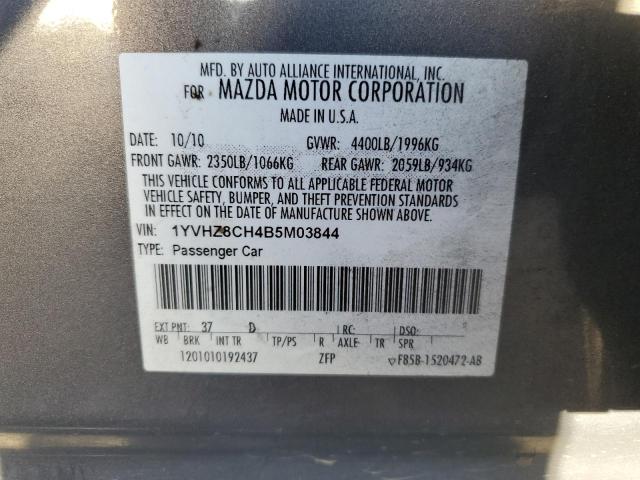 MFD. BY AUTO ALLIANCE INTERNATIONAL, INC.
FOR MAZDA MOTOR CORPORATION
MADE IN U.S.A.
DATE: 10/10 GVWR: 4400LB/1996KG
FRONT GAWR: 2350LB/1066KG REAR GAWR: 2059LB/934KG
THIS VEHICLE CONFORMS TO ALL APPLICABLE FEDERAL MOTOR
VEHICLE SAFETY, BUMPER, AND THEFT PREVENTION STANDARDS
IN EFFECT ON THE DATE OF MANUFACTURE SHOWN ABOVE.
VIN: 1YVHZ8CH4B5M03844
TYPE: Passenger Car
EXT PNT: 37 D RC: DSO:
WB BRK INT TR TP/PS R AXLE TR SPR
1201010192437 ZFP F85B-1520472-AB